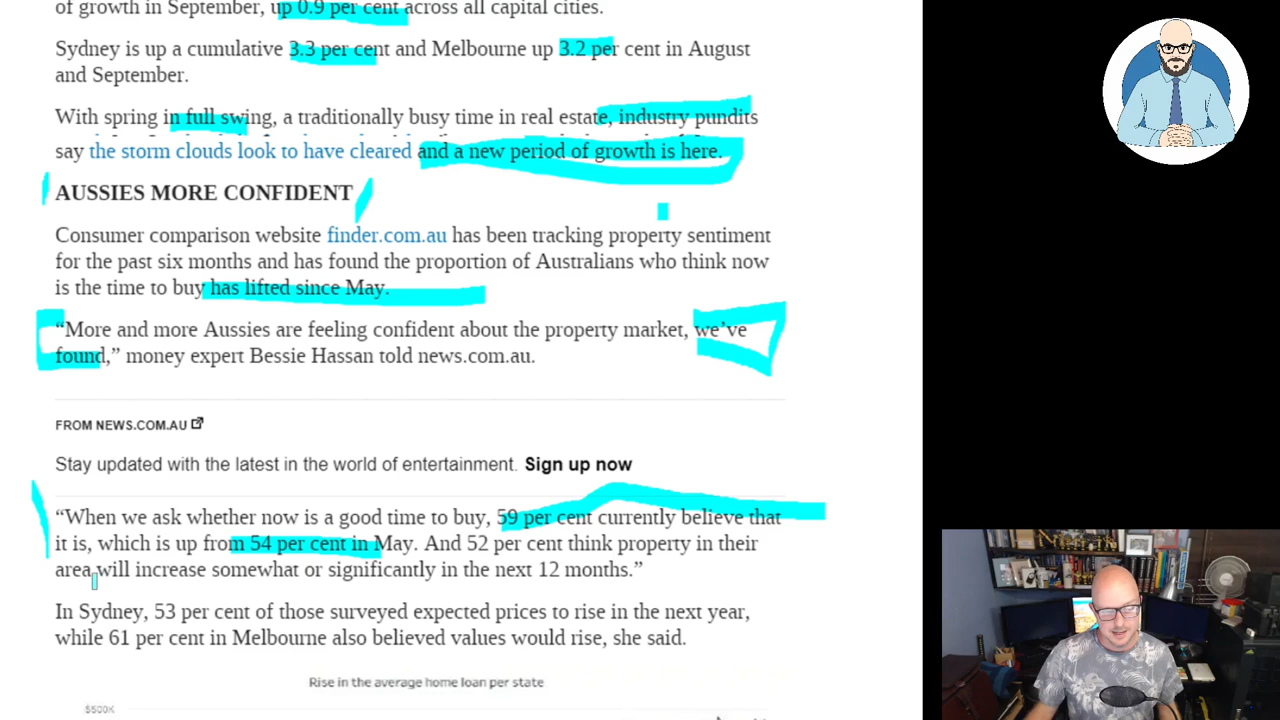 of growth in September, up 0.9 per cent across all capital cities.
Sydney is up a cumulative 3.3 per cent and Melbourne up 3.2 per cent in August
and September.
With spring in full swing, a traditionally busy time in real estate, industry pundits
say the storm clouds look to have cleared and a new period of growth is here.
AUSSIES MORE CONFIDENT
Consumer comparison website finder.com.au has been tracking property sentiment
for the past six months and has found the proportion of Australians who think now
is the time to buy has lifted since May.
“More and more Aussies are feeling confident about the property market, we’ve
found,” money expert Bessie Hassan told news.com.au.
FROM NEWS.COM.AU
Stay updated with the latest in the world of entertainment. Sign up now
“When we ask whether now is a good time to buy, 59 per cent currently believe that
it is, which is up from 54 per cent in May. And 52 per cent think property in their
area will increase somewhat or significantly in the next 12 months.”
In Sydney, 53 per cent of those surveyed expected prices to rise in the next year,
while 61 per cent in Melbourne also believed values would rise, she said.
Rise in the average home loan per state
$500K